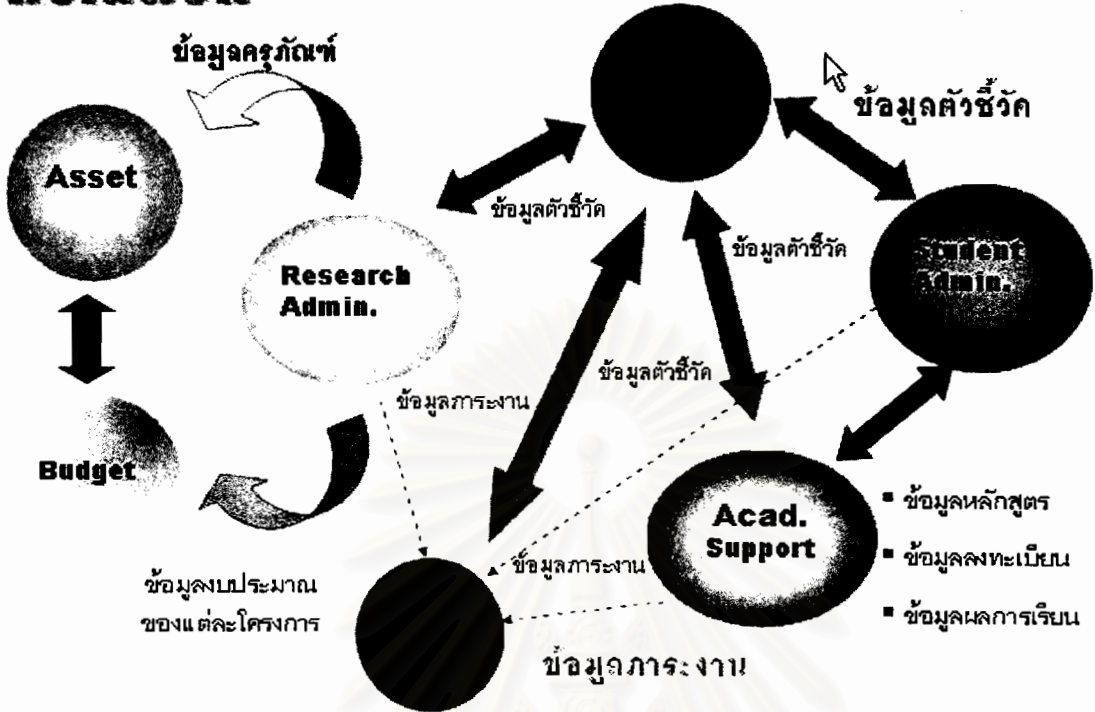 ข้อมูลครุภัณฑ์
ข้อมูลตัวชี้วัด
Asset
ข้อมูลตัวชี้วัด
ข้อมูลตัวชี้วัด
Student
Admin.
Research
Admin.
ข้อมูลตัวชี้วัด
ข้อมูลภาระงาน
Budget
Acad.
Support
▪ ข้อมูลหลักสูตร
▪ ข้อมูลลงทะเบียน
▪ ข้อมูลผลการเรียน
ข้อมูลภาระงาน
ข้อมูลงบประมาณ
ของแต่ละโครงการ
ข้อมูลภาระงาน